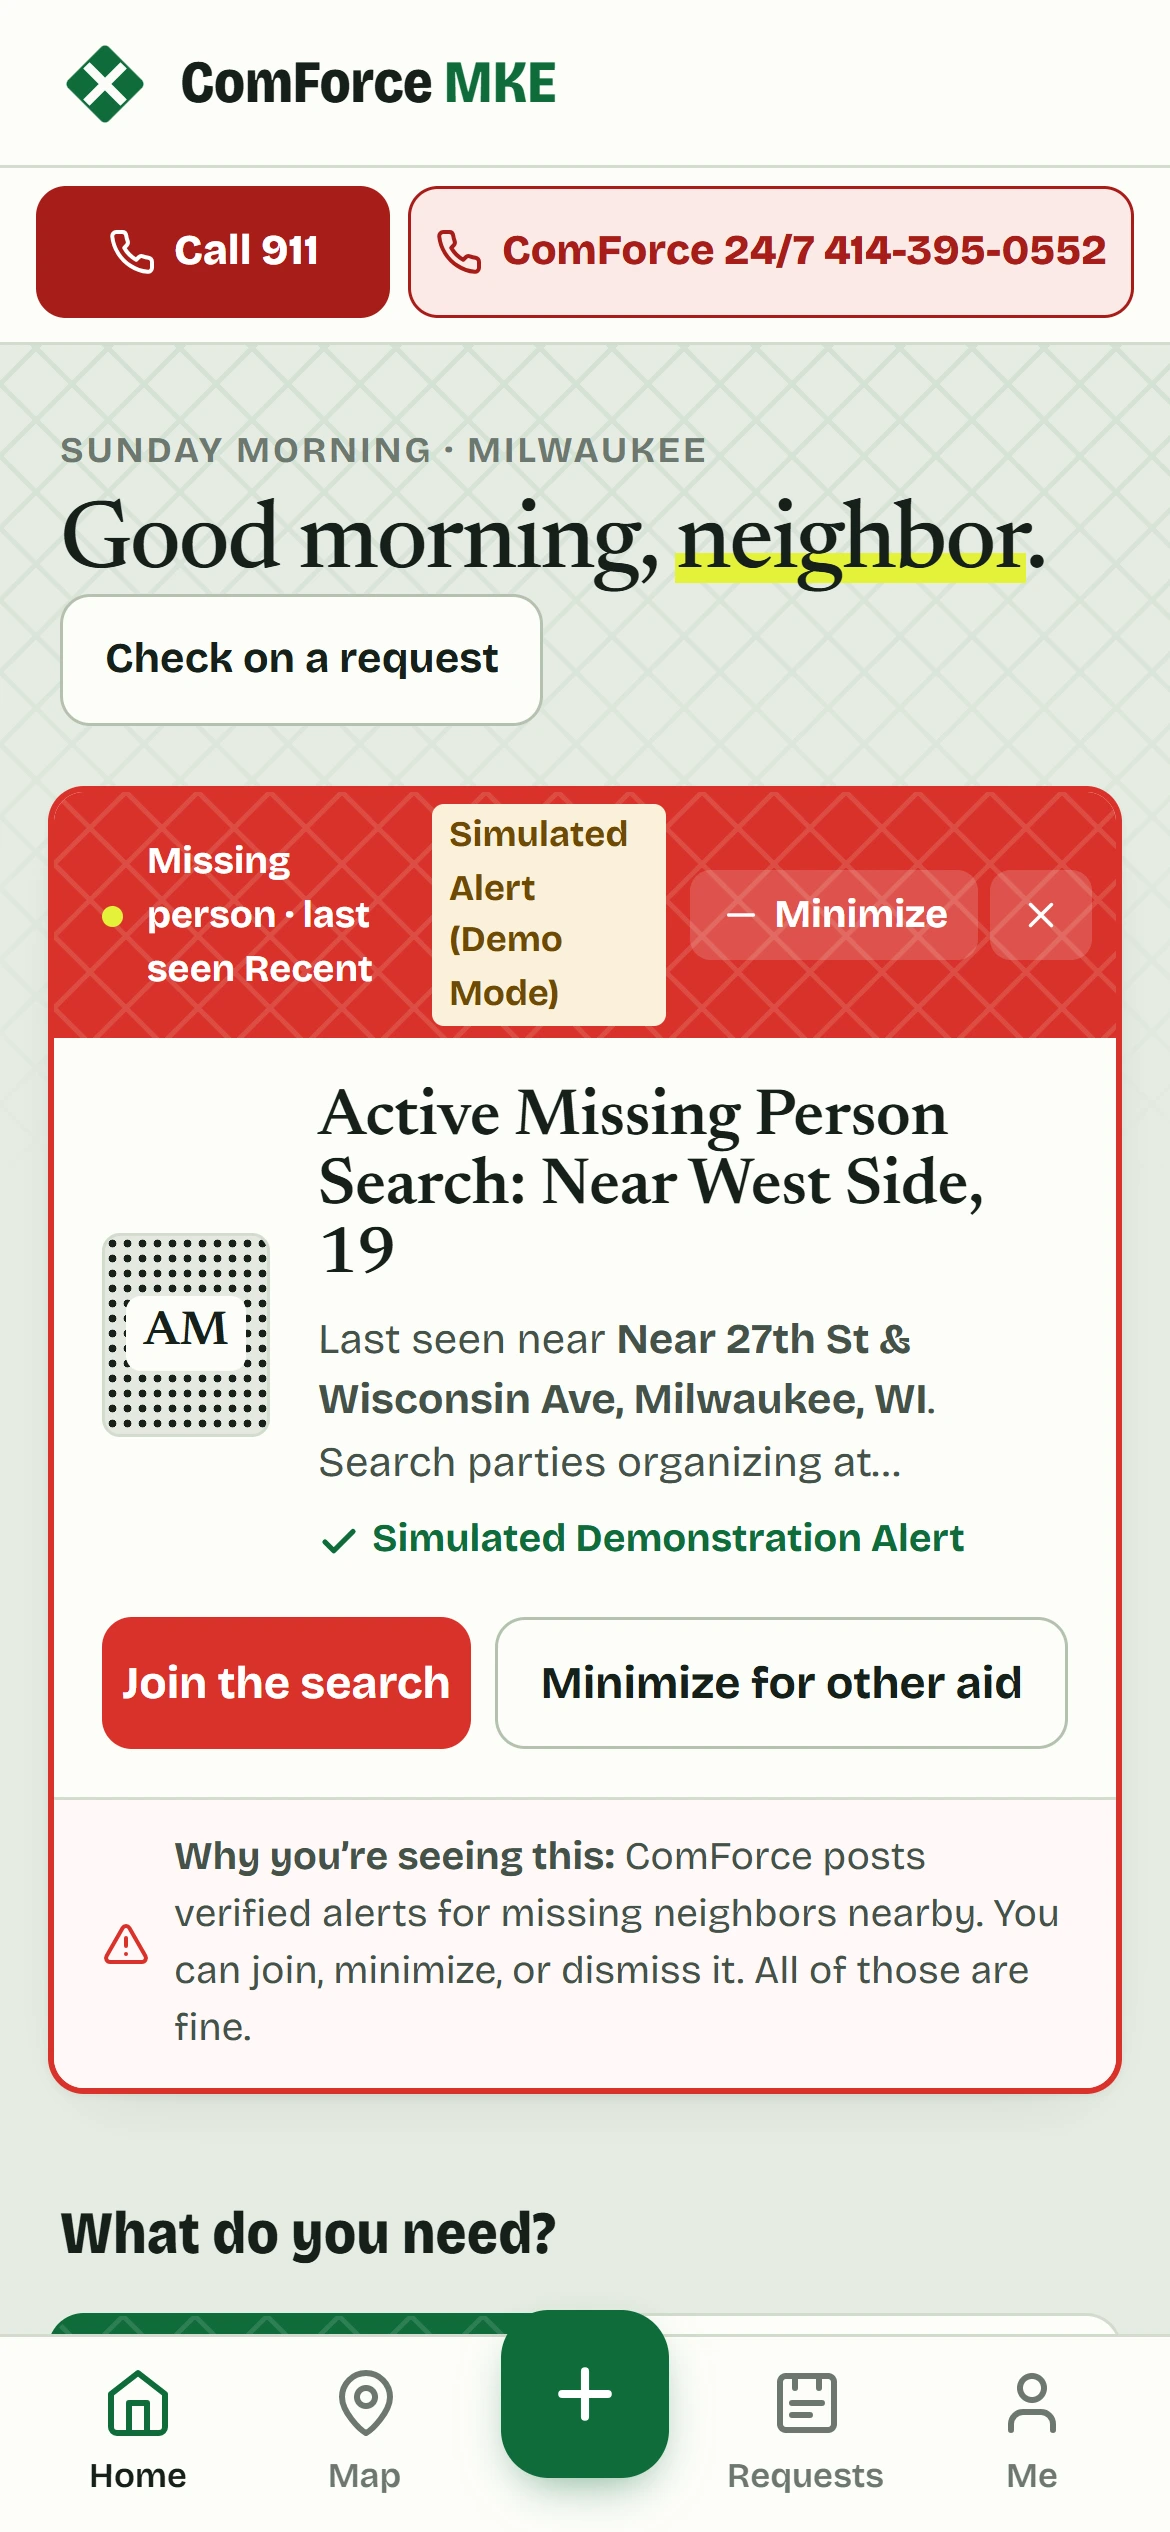 ComForce MKE
Call 911
ComForce 24/7 414-395-0552
SUNDAY MORNING · MILWAUKEE
Good morning, neighbor.
Check on a request
Missing
person · last
seen Recent
Simulated
Alert
(Demo
Mode)
Minimize
Active Missing Person
Search: Near West Side,
19
AM
Last seen near Near 27th St &
Wisconsin Ave, Milwaukee, WI.
Search parties organizing at...
Simulated Demonstration Alert
Join the search
Minimize for other aid
Why you're seeing this: ComForce posts
verified alerts for missing neighbors nearby. You
can join, minimize, or dismiss it. All of those are
fine.
What do you need?
Home
Map
Requests
Me